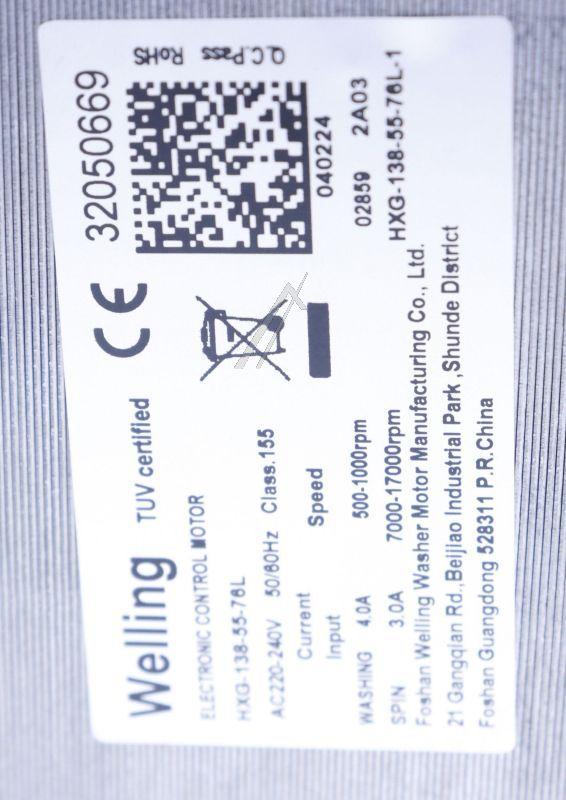 Welling TUV certified CE 32050669
ELECTRONIC CONTROL MOTOR
HXG-138-55-76L
AC220-240V 50/60Hz Class.155
Current Speed
Input
WASHING 4.0A 500-1000rpm
SPIN 3.0A 7000-17000rpm
Foshan Welling Washer Motor Manufacturing Co., Ltd.
21 Gangqian Rd.,Beijiao Industrial Park ,Shunde District
Foshan Guangdong 528311 P.R.China
RoHS
Q.C.Pass
040224
02859 2A03
HXG-138-55-76L-1